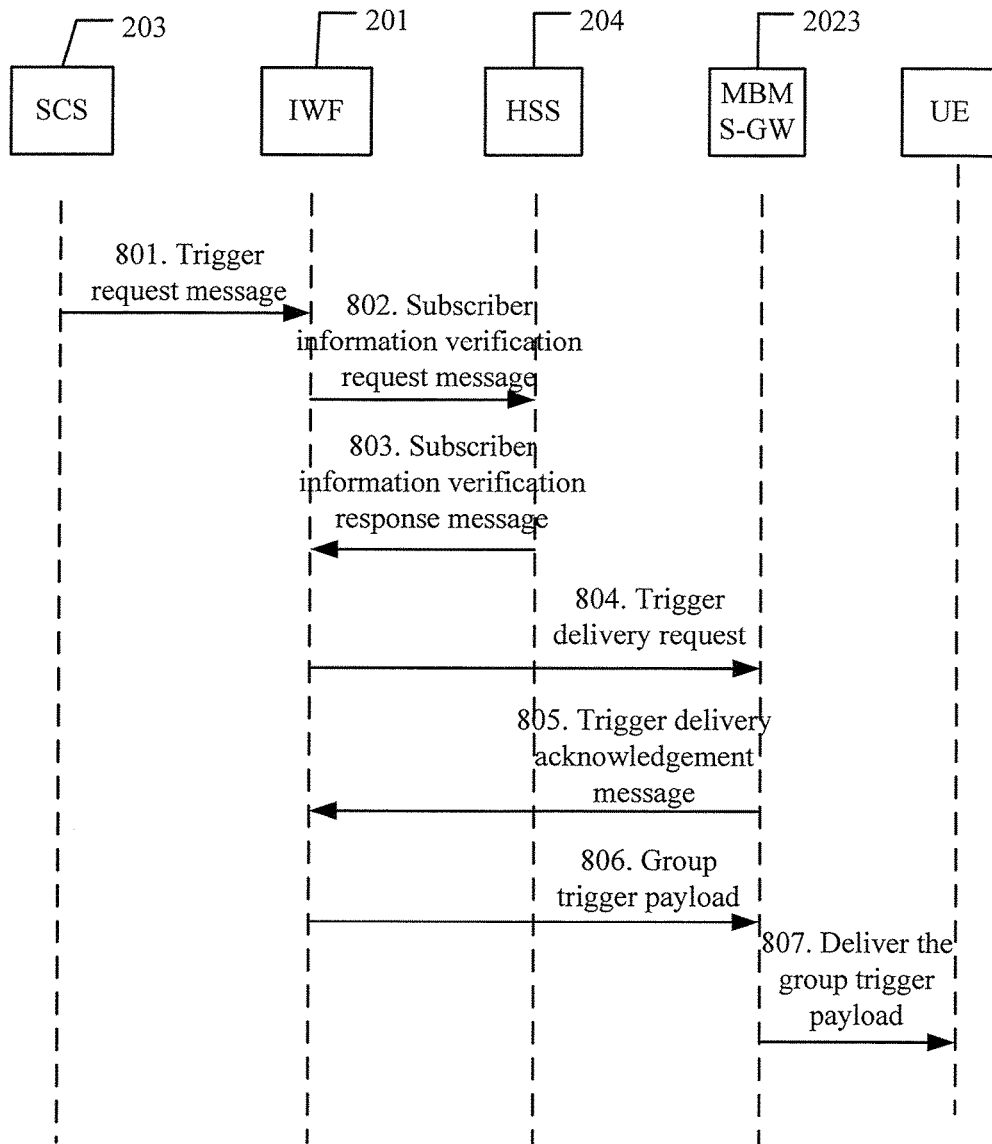 203
201
204
2023
SCS
IWF
HSS
MBM
S-GW
UE
801. Trigger
request message
802. Subscriber
information verification
request message
803. Subscriber
information verification
response message
804. Trigger
delivery request
805. Trigger delivery
acknowledgement
message
806. Group
trigger payload
807. Deliver the
group trigger
payload